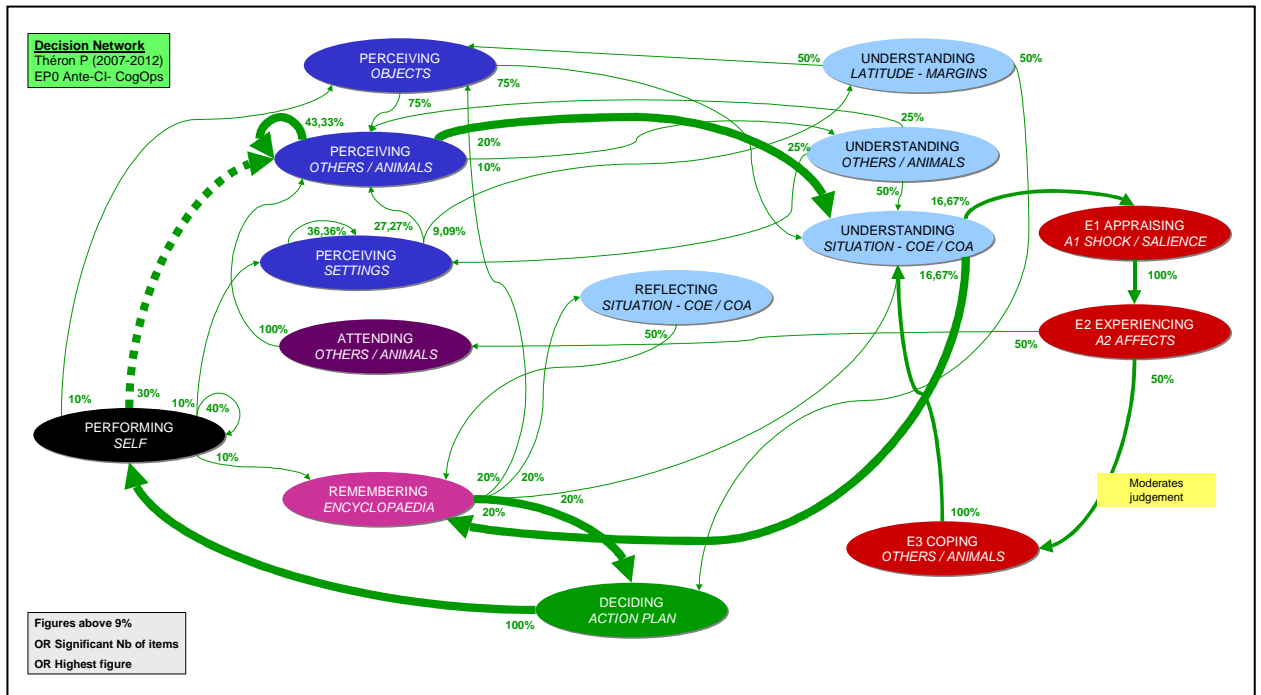 Decision Network
Théron P (2007-2012)
EP0 Ante-CI- CogOps
PERCEIVING
OBJECTS
50%
UNDERSTANDING
LATITUDE - MARGINS
50%
75%
75%
43,33%
25%
PERCEIVING
OTHERS / ANIMALS
20%
10%
25%
UNDERSTANDING
OTHERS / ANIMALS
50%
16,67%
36,36%
27,27%
9,09%
PERCEIVING
SETTINGS
UNDERSTANDING
SITUATION - COE / COA
16,67%
E1 APPRAISING
A1 SHOCK / SALIENCE
100%
REFLECTING
SITUATION - COE / COA
50%
100%
ATTENDING
OTHERS / ANIMALS
E2 EXPERIENCING
A2 AFFECTS
50%
50%
10%
30%
10%
40%
PERFORMING
SELF
10%
REMEMBERING
ENCYCLOPAEDIA
20%
20%
20%
20%
Moderates
judgement
100%
E3 COPING
OTHERS / ANIMALS
DECIDING
ACTION PLAN
100%
Figures above 9%
OR Significant Nb of items
OR Highest figure